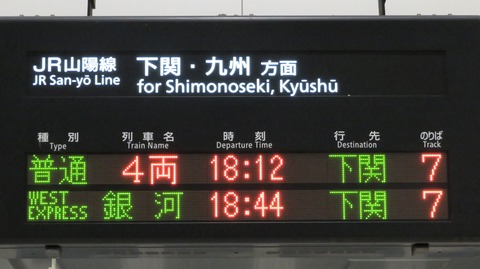 JR山陽線 下関・九州 方面
JR San-yō Line for Shimonoseki, Kyūshū
種別 列車名 時刻 行先 のりば
Type Train Name Departure Time Destination Track
普通 4両 18:12 下関 7
WEST EXPRESS 銀河 18:44 下関 7